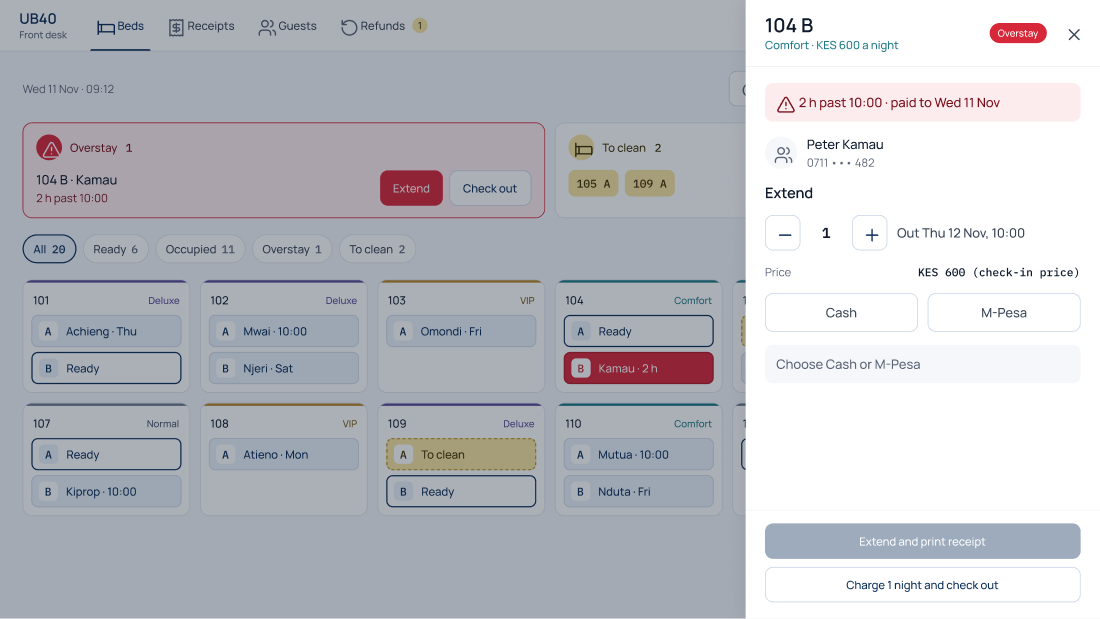 UB40
Front desk
Beds
Receipts
Guests
Refunds 1
Wed 11 Nov · 09:12
Overstay 1
104 B · Kamau
2 h past 10:00
Extend
Check out
To clean 2
105 A
109 A
All 20
Ready 6
Occupied 11
Overstay 1
To clean 2
101 Deluxe
A Achieng · Thu
B Ready
102 Deluxe
A Mwai · 10:00
B Njeri · Sat
103 VIP
A Omondi · Fri
104 Comfort
A Ready
B Kamau · 2 h
107 Normal
A Ready
B Kiprop · 10:00
108 VIP
A Atieno · Mon
109 Deluxe
A To clean
B Ready
110 Comfort
A Mutua · 10:00
B Nduta · Fri
104 B
Comfort · KES 600 a night
Overstay
2 h past 10:00 · paid to Wed 11 Nov
Peter Kamau
0711 • • • 482
Extend
1
Out Thu 12 Nov, 10:00
Price KES 600 (check-in price)
Cash
M-Pesa
Choose Cash or M-Pesa
Extend and print receipt
Charge 1 night and check out